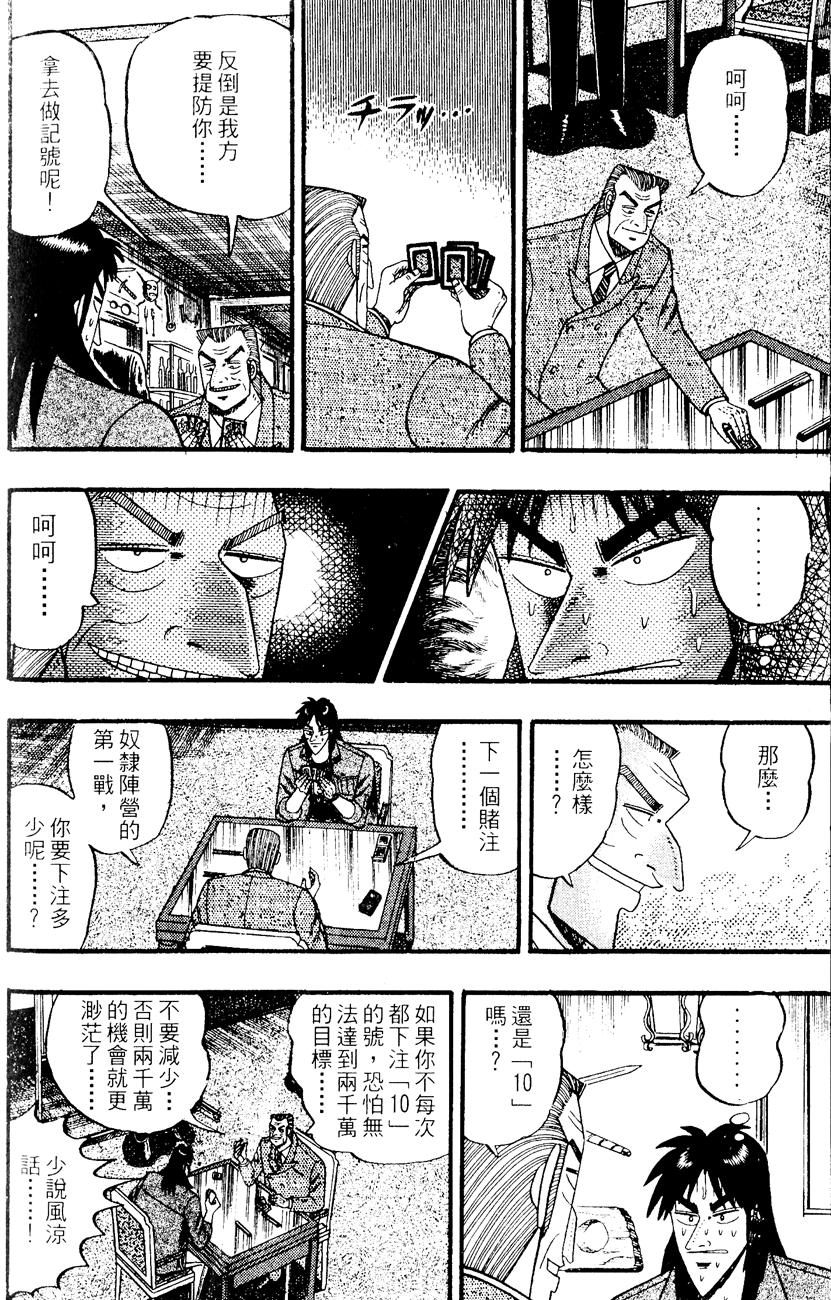 呵呵……
チラッ…
反倒是我方
要提防你……
拿去做記號呢！
………
呵呵……
那麼…
怎麼樣
……？
下一個賭注
………
奴隸陣營的
第一戰，
你要下注多
少呢……？
……
還是「10」
嗎…？
如果你不每次
都下注「10」
的號，恐怕無
法達到兩千萬
的目標……
不要減少…
否則兩千萬
的機會就更
渺茫了……
少說風涼
話……！